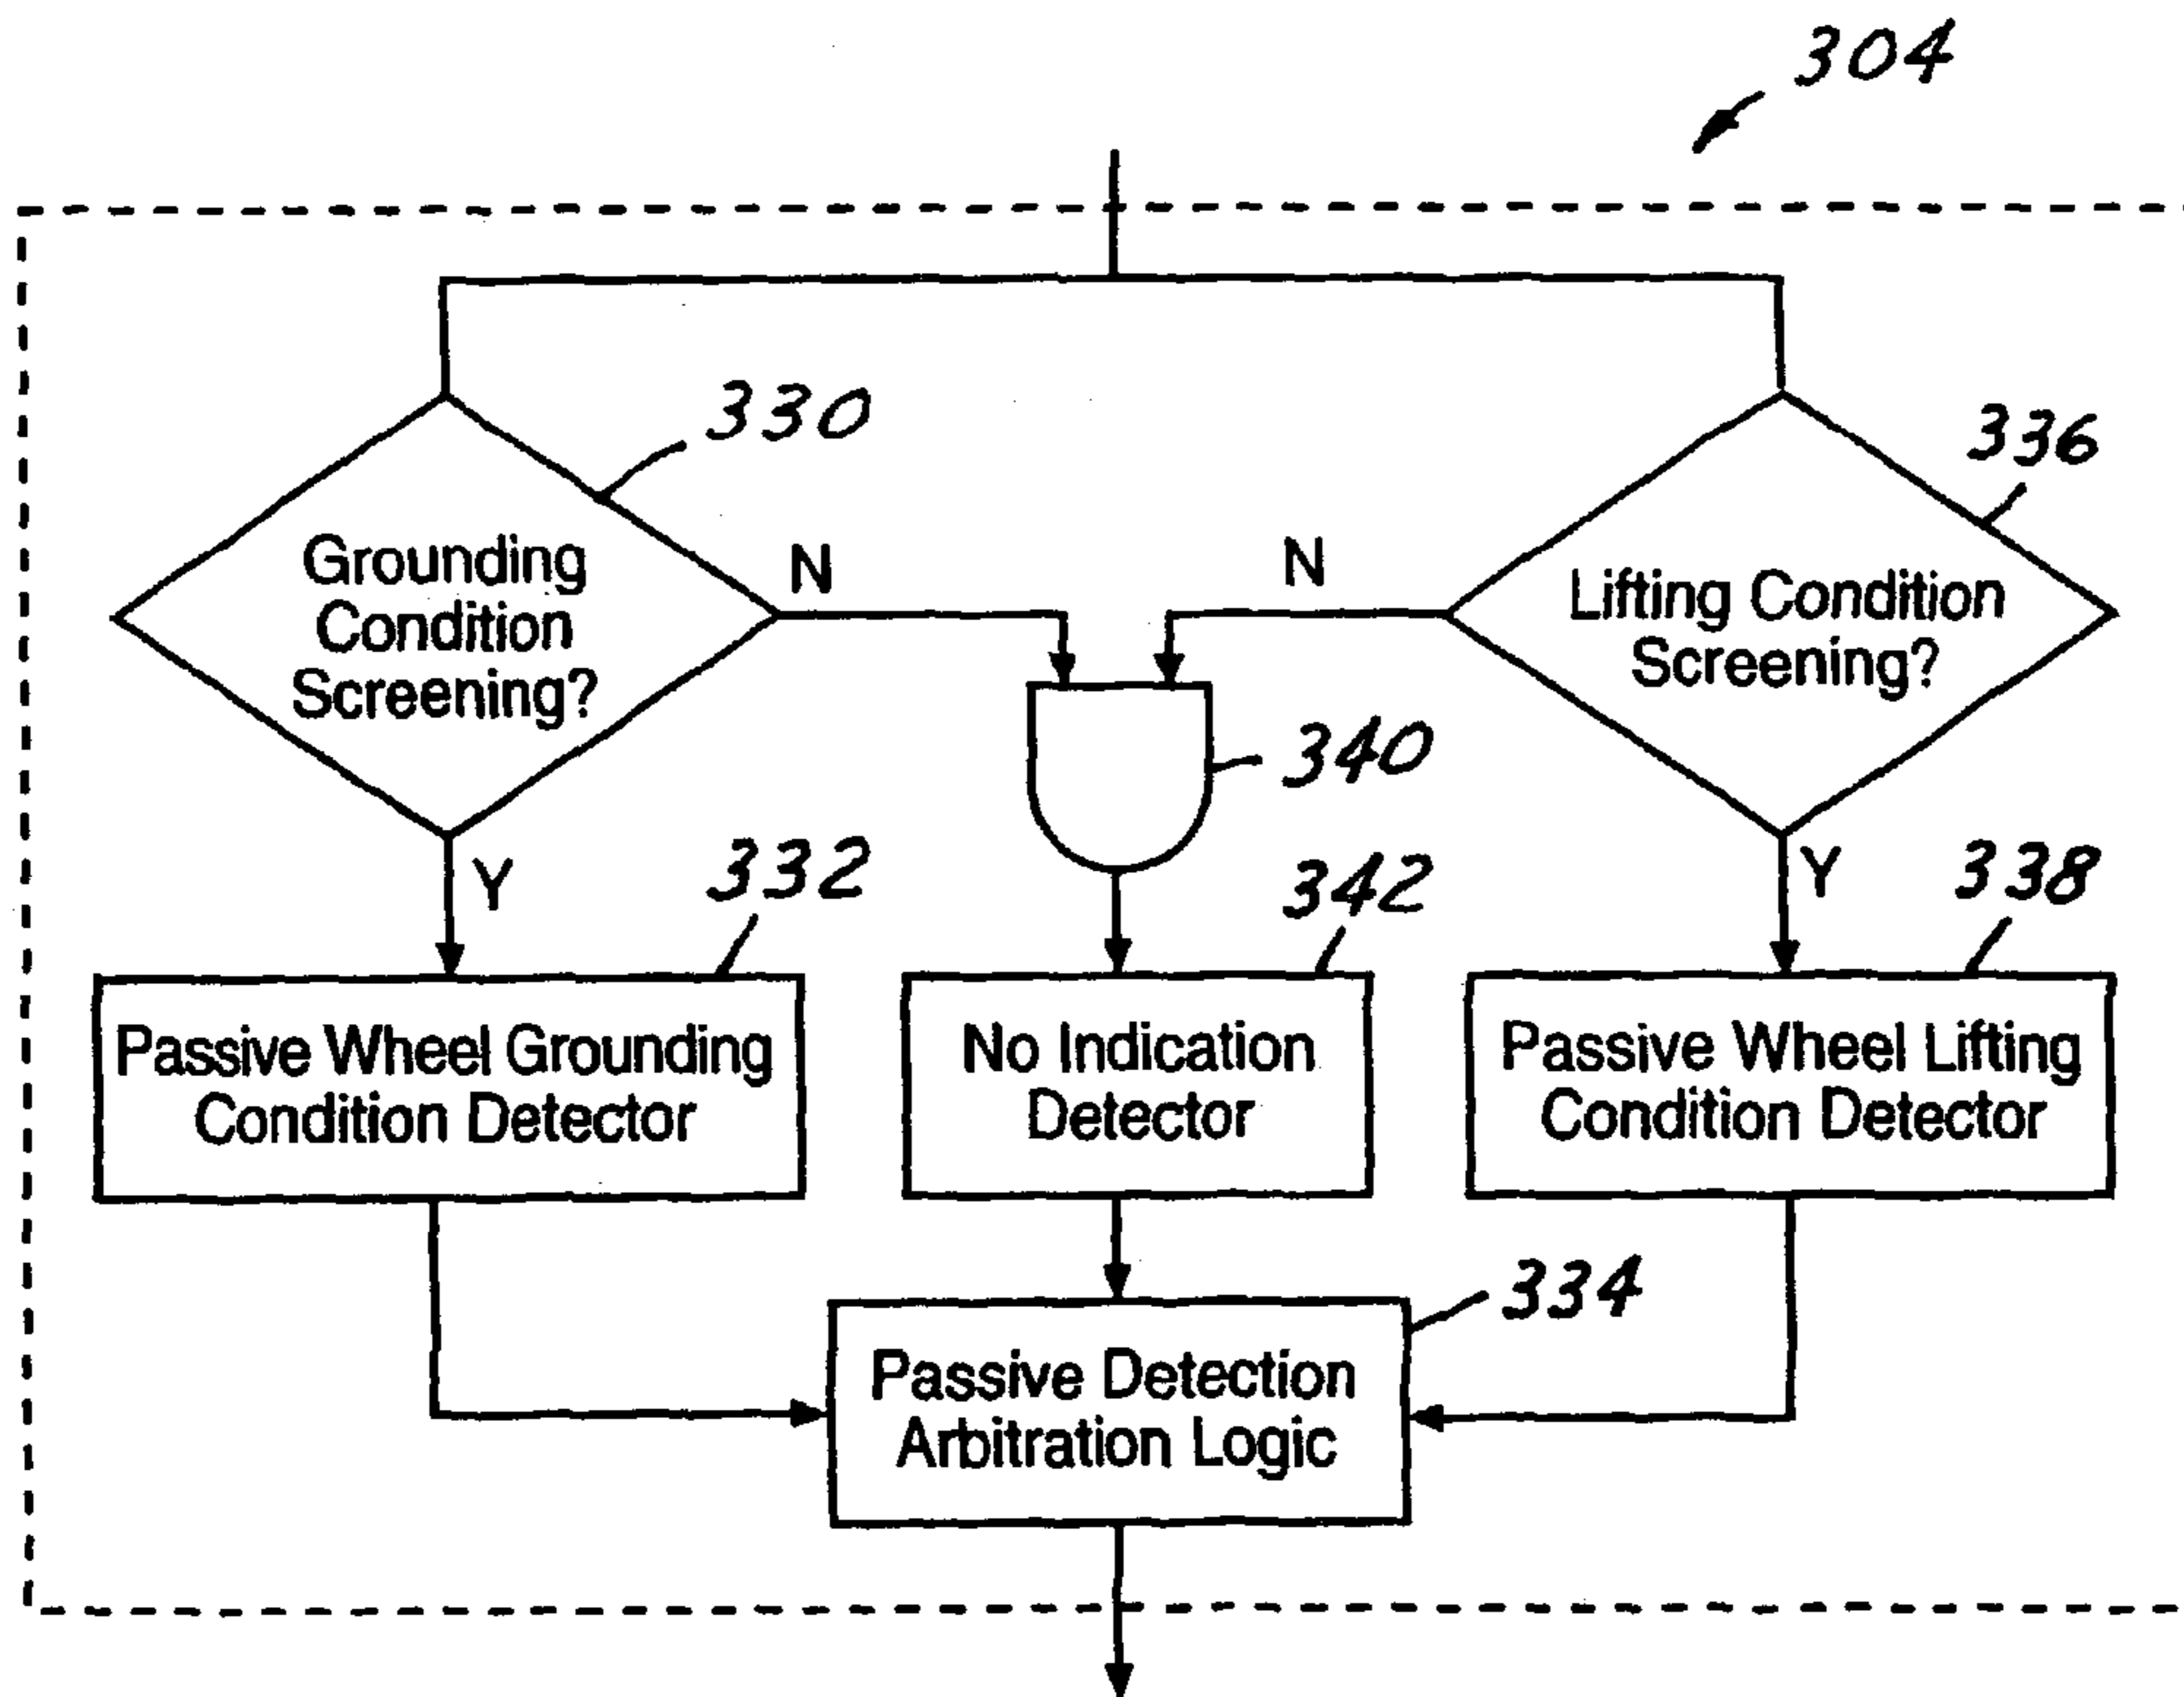 304
330
336
Grounding
Condition
Screening?
N
N
Lifting Condition
Screening?
340
Y
332
342
Y
338
Passive Wheel Grounding
Condition Detector
No Indication
Detector
Passive Wheel Lifting
Condition Detector
334
Passive Detection
Arbitration Logic